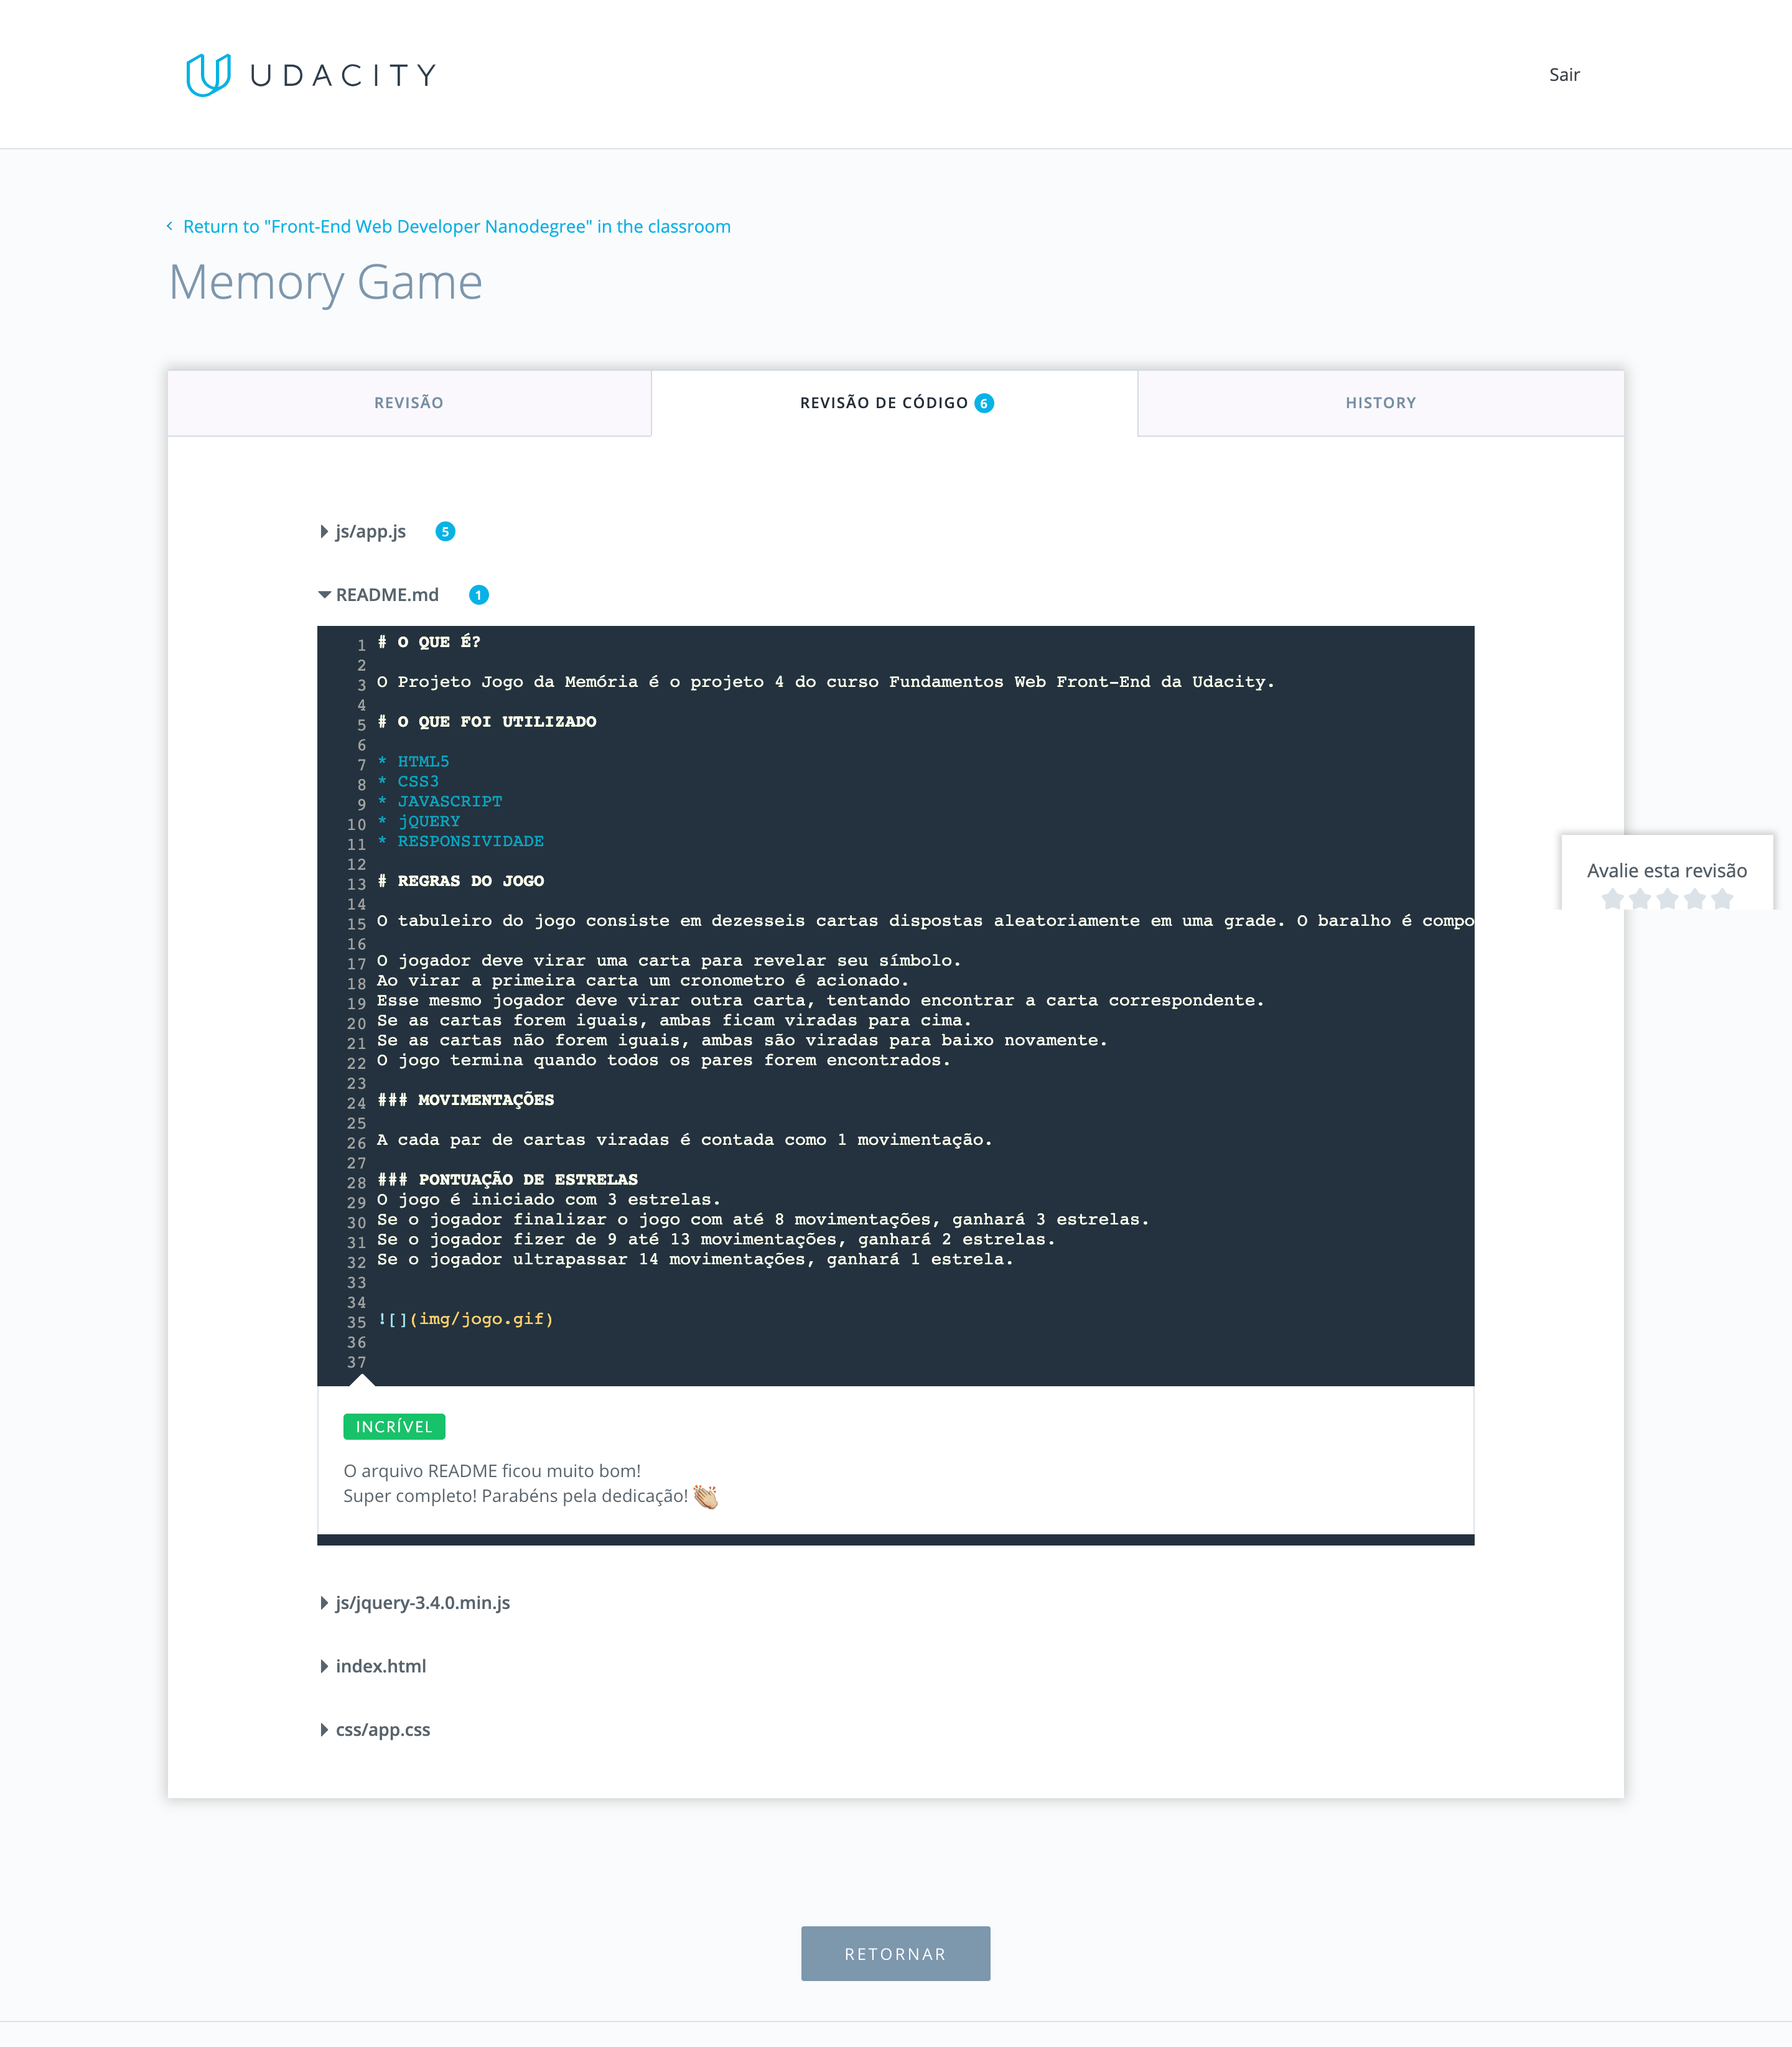 UDACITY
Sair
Return to "Front-End Web Developer Nanodegree" in the classroom
Memory Game
REVISÃO
REVISÃO DE CÓDIGO 6
HISTORY
js/app.js 5
README.md 1
1 # O QUE É?
2
3 O Projeto Jogo da Memória é o projeto 4 do curso Fundamentos Web Front-End da Udacity.
4
5 # O QUE FOI UTILIZADO
6
7 * HTML5
8 * CSS3
9 * JAVASCRIPT
10 * jQUERY
11 * RESPONSIVIDADE
12
13 # REGRAS DO JOGO
14
15 O tabuleiro do jogo consiste em dezesseis cartas dispostas aleatoriamente em uma grade. O baralho é compo
16
17 O jogador deve virar uma carta para revelar seu símbolo.
18 Ao virar a primeira carta um cronometro é acionado.
19 Esse mesmo jogador deve virar outra carta, tentando encontrar a carta correspondente.
20 Se as cartas forem iguais, ambas ficam viradas para cima.
21 Se as cartas não forem iguais, ambas são viradas para baixo novamente.
22 O jogo termina quando todos os pares forem encontrados.
23
24 ### MOVIMENTAÇÕES
25
26 A cada par de cartas viradas é contada como 1 movimentação.
27
28 ### PONTUAÇÃO DE ESTRELAS
29 O jogo é iniciado com 3 estrelas.
30 Se o jogador finalizar o jogo com até 8 movimentações, ganhará 3 estrelas.
31 Se o jogador fizer de 9 até 13 movimentações, ganhará 2 estrelas.
32 Se o jogador ultrapassar 14 movimentações, ganhará 1 estrela.
33
34
35 ![](img/jogo.gif)
36
37
Avalie esta revisão
INCRÍVEL
O arquivo README ficou muito bom!
Super completo! Parabéns pela dedicação! 👏🏼
js/jquery-3.4.0.min.js
index.html
css/app.css
RETORNAR